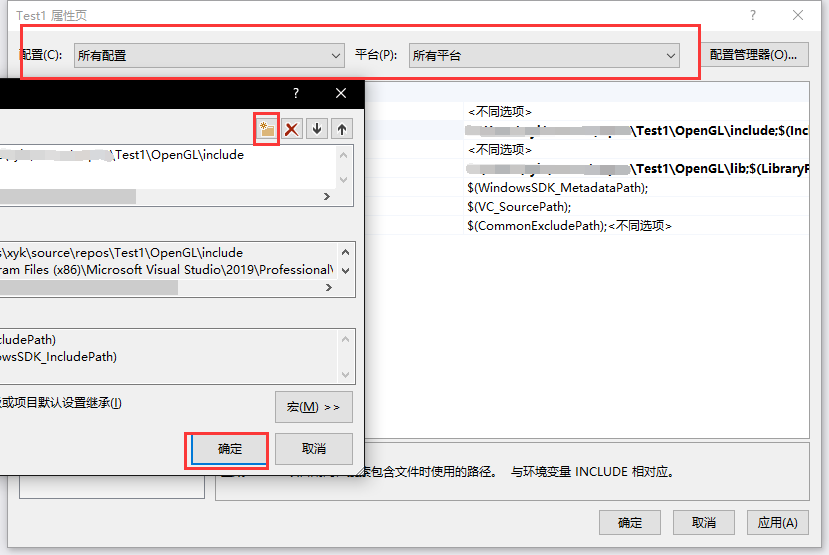 Test1 属性页
?
配置(C):
所有配置
平台(P):
所有平台
配置管理器(O)...
?
<不同选项>
\Test1\OpenGL\include;$(Inc
<不同选项>
\Test1\OpenGL\lib;$(LibraryP
$(WindowsSDK_MetadataPath);
$(VC_SourcePath);
$(CommonExcludePath);<不同选项>
\Test1\OpenGL\include
s\xyk\source\repos\Test1\OpenGL\include
ram Files (x86)\Microsoft Visual Studio\2019\Professional\
cludePath)
owsSDK_IncludePath)
或项目默认设置继承(I)
宏(M) >>
确定
取消
索包含文件时使用的路径。 与环境变量 INCLUDE 相对应。
确定
取消
应用(A)